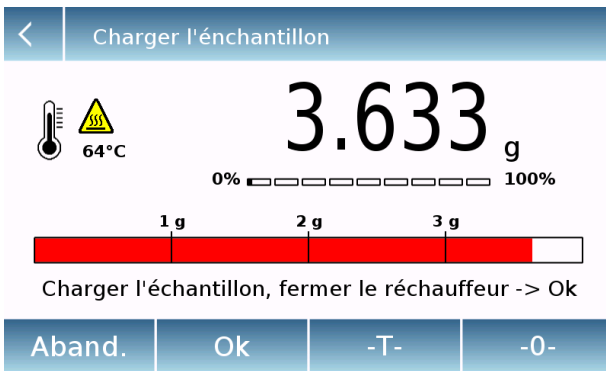 Charger l'énchantillon
3.633 g
64°C
0% 100%
1 g 2 g 3 g
Charger l'échantillon, fermer le réchauffeur -> Ok
Aband. Ok -T- -0-